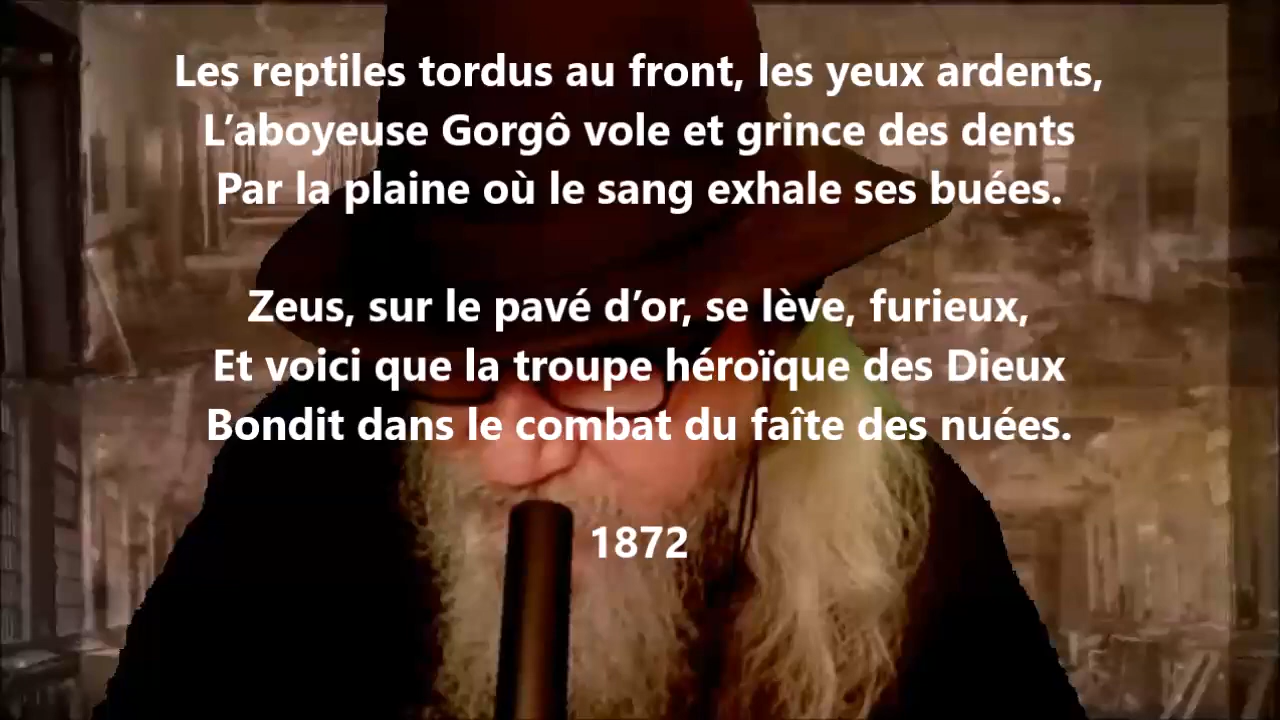 Les reptiles tordus au front, les yeux ardents,
L’aboyeuse Gorgô vole et grince des dents
Par la plaine où le sang exhale ses buées.
Zeus, sur le pavé d’or, se lève, furieux,
Et voici que la troupe héroïque des Dieux
Bondit dans le combat du faîte des nuées.
1872